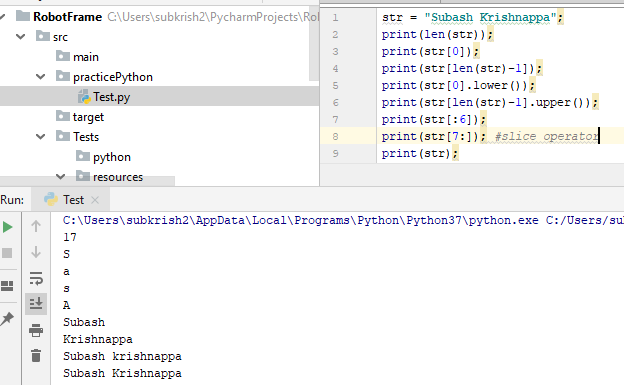 RobotFrame C:\Users\subkrish2\PycharmProjects\Ro
src
main
practicePython
Test.py
target
Tests
python
resources
1 str = "Subash Krishnappa";
2 print(len(str));
3 print(str[0]);
4 print(str[len(str)-1]);
5 print(str[0].lower());
6 print(str[len(str)-1].upper());
7 print(str[:6]);
8 print(str[7:]); #slice operator
9 print(str);
Run: Test
C:\Users\subkrish2\AppData\Local\Programs\Python\Python37\python.exe C:/Users/su
17
S
a
s
A
Subash
Krishnappa
Subash krishnappa
Subash Krishnappa